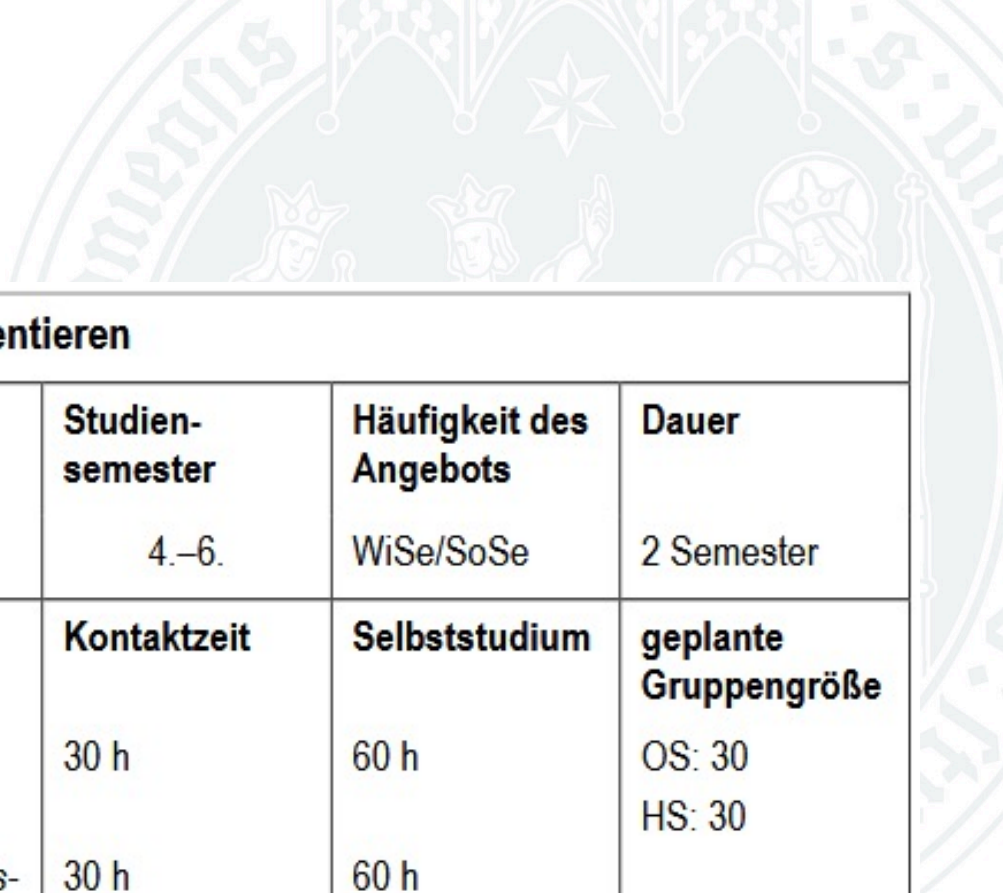 entieren
Studien-
semester
Häufigkeit des
Angebots
Dauer
4.–6.
WiSe/SoSe
2 Semester
Kontaktzeit
Selbststudium
geplante
Gruppengröße
30 h
60 h
OS: 30
HS: 30
s-
30 h
60 h